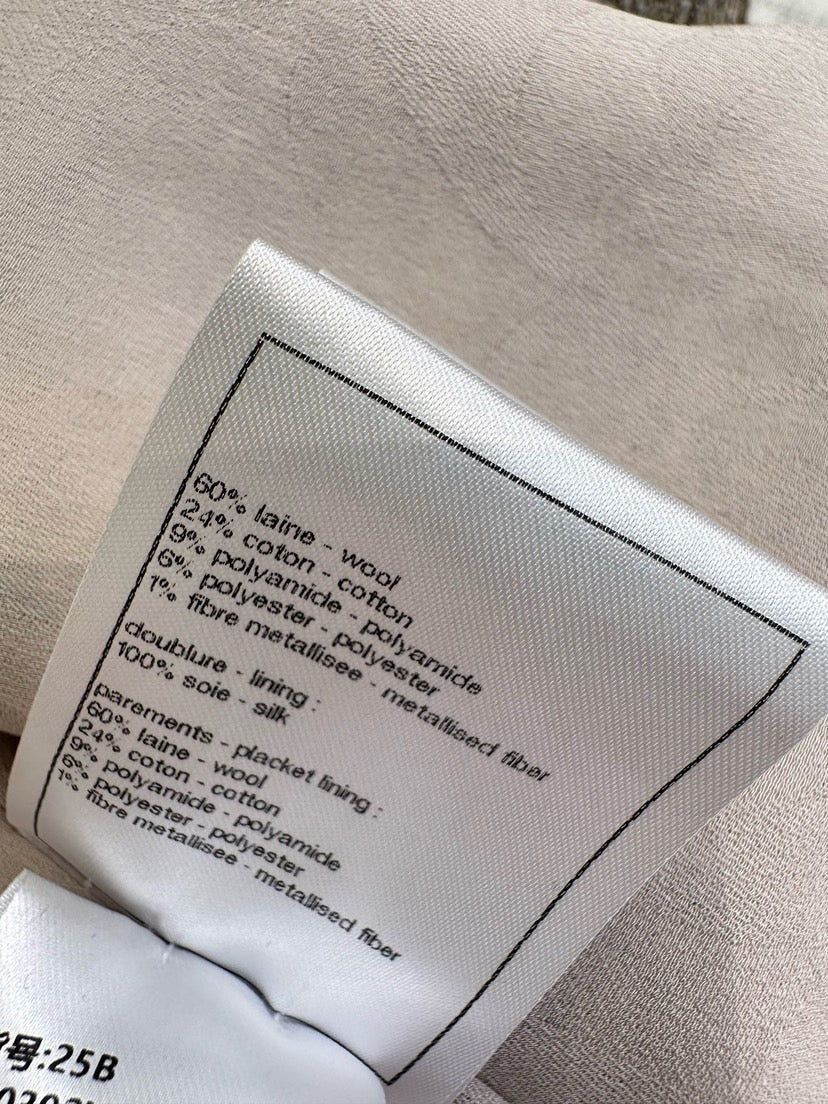 60% laine - wool
24% coton - cotton
9% polyamide - polyamide
6% polyester - polyester
1% fibre metallisee - metallised fiber
doublure - lining :
100% soie - silk
parements - placket lining :
60% laine - wool
24% coton - cotton
9% polyamide - polyamide
6% polyester - polyester
1% fibre metallisee - metallised fiber
号:25B